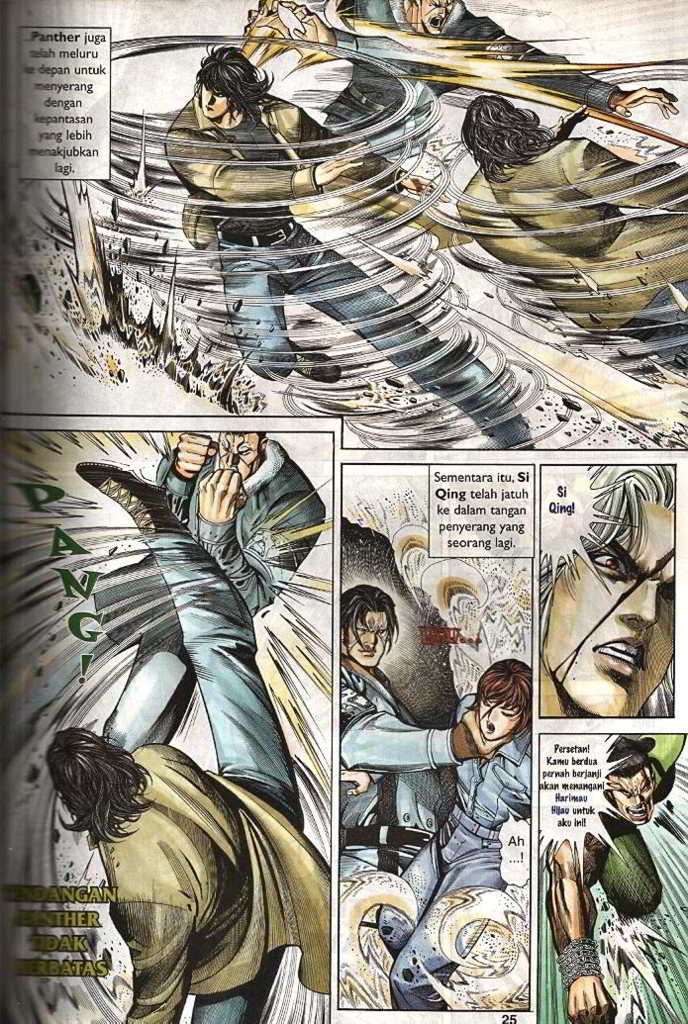 ...Panther juga
telah meluru
ke depan untuk
menyerang
dengan
kepantasan
yang lebih
menakjubkan
lagi.
PANG!
TENDANGAN
PANTHER
TIDAK
TERBATAS
Sementara itu, Si
Qing telah jatuh
ke dalam tangan
penyerang yang
seorang lagi.
Ah
...!
Si
Qing!
Persetan!
Kamu berdua
pernah berjanji
akan menangani
Harimau
Hijau untuk
aku ini!
25